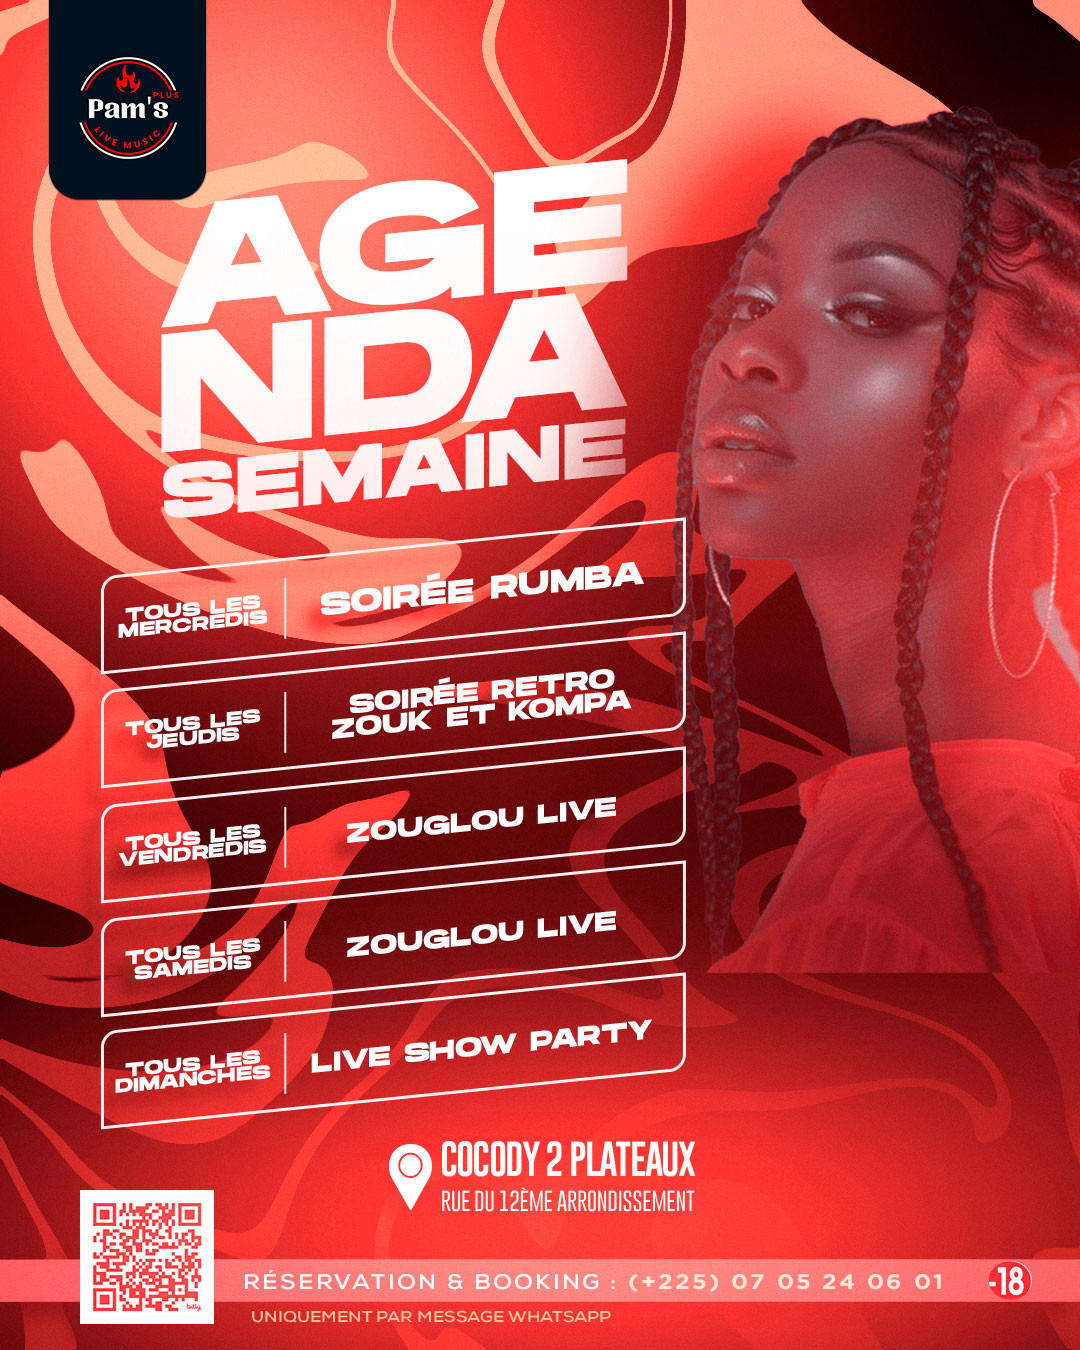 PLUS
Pam's
LIVE MUSIC
AGE
NDA
SEMAINE
TOUS LES
MERCREDIS
SOIRÉE RUMBA
TOUS LES
JEUDIS
SOIRÉE RETRO
ZOUK ET KOMPA
TOUS LES
VENDREDIS
ZOUGLOU LIVE
TOUS LES
SAMEDIS
ZOUGLOU LIVE
TOUS LES
DIMANCHES
LIVE SHOW PARTY
COCODY 2 PLATEAUX
RUE DU 12ÈME ARRONDISSEMENT
bitly
RÉSERVATION & BOOKING : (+225) 07 05 24 06 01
-18
UNIQUEMENT PAR MESSAGE WHATSAPP